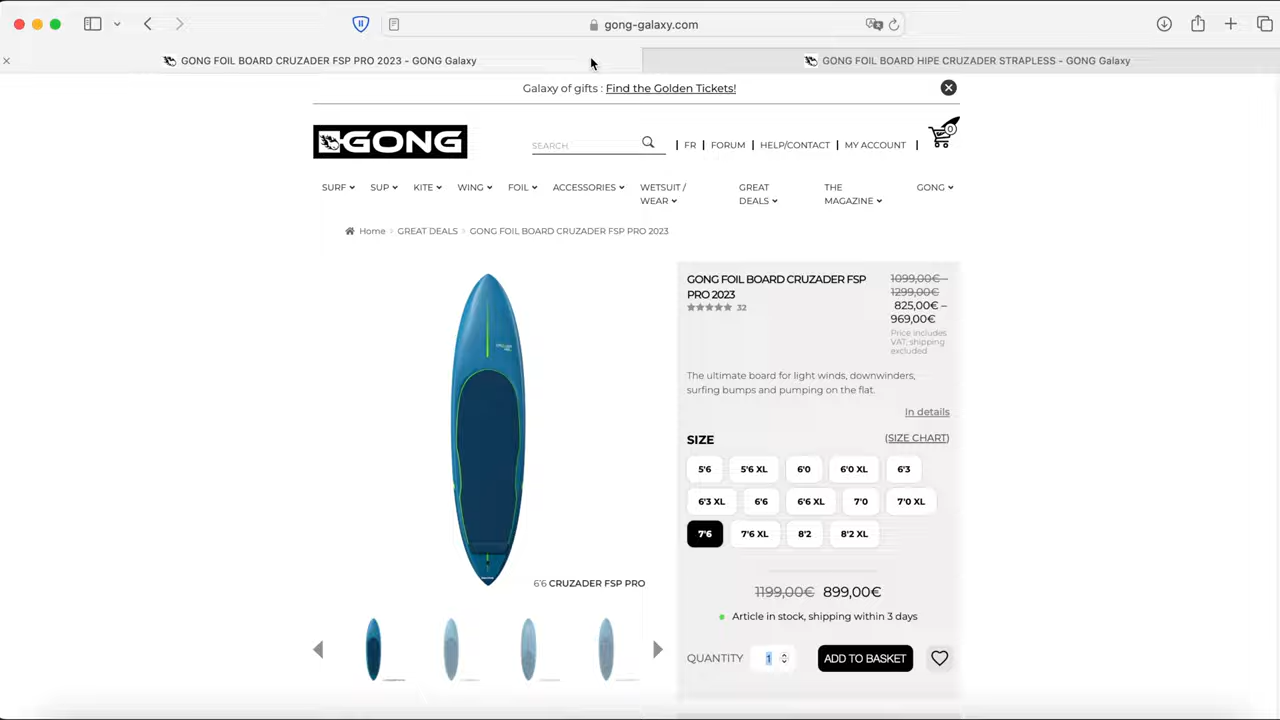 gong-galaxy.com
GONG FOIL BOARD CRUZADER FSP PRO 2023 - GONG Galaxy
GONG FOIL BOARD HIPE CRUZADER STRAPLESS - GONG Galaxy
Galaxy of gifts : Find the Golden Tickets!
GONG
SEARCH
FR
FORUM
HELP/CONTACT
MY ACCOUNT
0
SURF
SUP
KITE
WING
FOIL
ACCESSORIES
WETSUIT /
WEAR
GREAT
DEALS
THE
MAGAZINE
GONG
Home > GREAT DEALS > GONG FOIL BOARD CRUZADER FSP PRO 2023
GONG FOIL BOARD CRUZADER FSP
PRO 2023
32
1099,00€ –
1299,00€
825,00€ –
969,00€
Price includes
VAT, shipping
excluded
The ultimate board for light winds, downwinders,
surfing bumps and pumping on the flat.
In details
SIZE
(SIZE CHART)
5'6
5'6 XL
6'0
6'0 XL
6'3
6'3 XL
6'6
6'6 XL
7'0
7'0 XL
7'6
7'6 XL
8'2
8'2 XL
6'6 CRUZADER FSP PRO
1199,00€ 899,00€
Article in stock, shipping within 3 days
QUANTITY
1
ADD TO BASKET